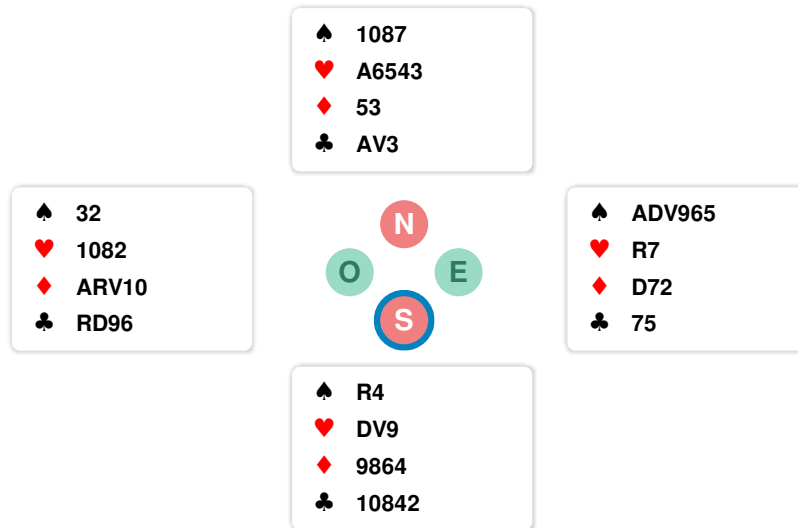 ♠ 1087
♥ A6543
♦ 53
♣ AV3
♠ 32
♥ 1082
♦ ARV10
♣ RD96
N
O E
S
♠ ADV965
♥ R7
♦ D72
♣ 75
♠ R4
♥ DV9
♦ 9864
♣ 10842